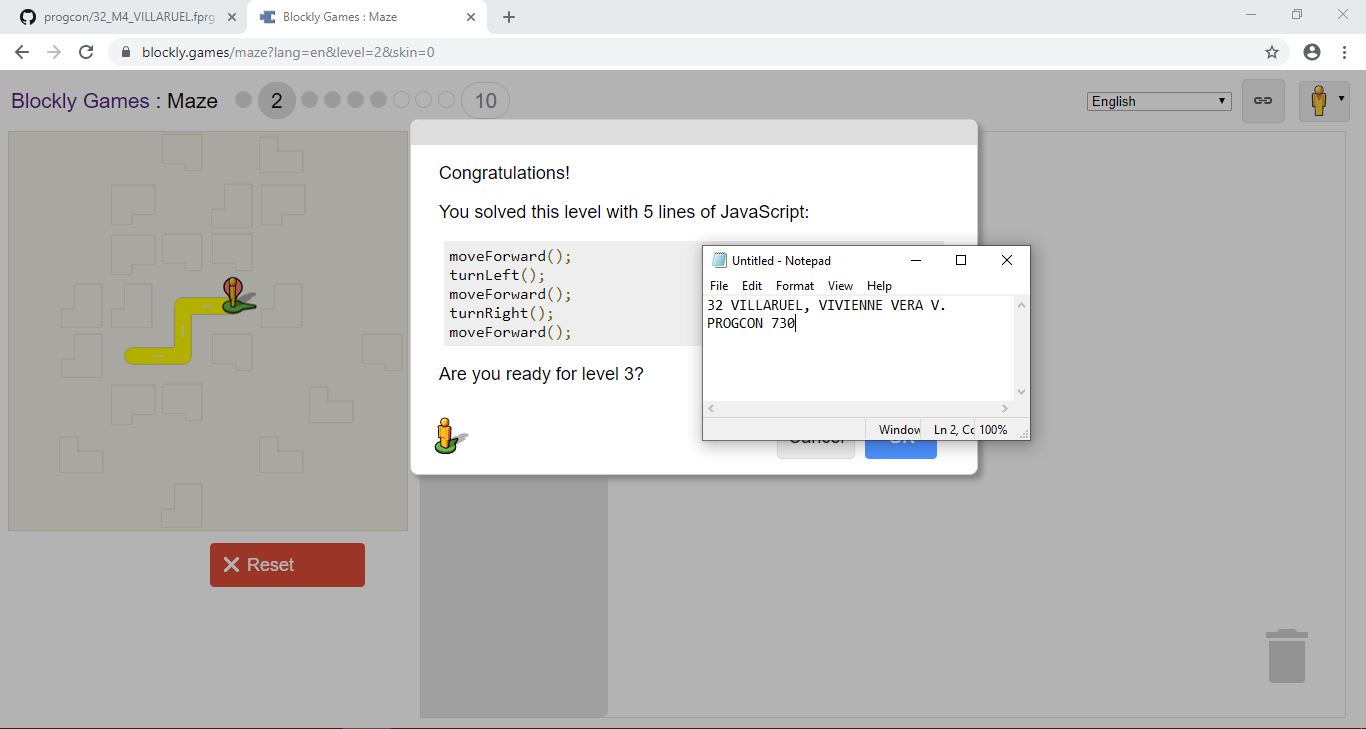 progcon/32_M4_VILLARUEL.fprg
Blockly Games : Maze
blockly.games/maze?lang=en&level=2&skin=0
Blockly Games : Maze
2
10
English
Congratulations!
You solved this level with 5 lines of JavaScript:
moveForward();
turnLeft();
moveForward();
turnRight();
moveForward();
Are you ready for level 3?
Untitled - Notepad
File Edit Format View Help
32 VILLARUEL, VIVIENNE VERA V.
PROGCON 730
Window
Ln 2, Cc
100%
Cancel
OK
Reset